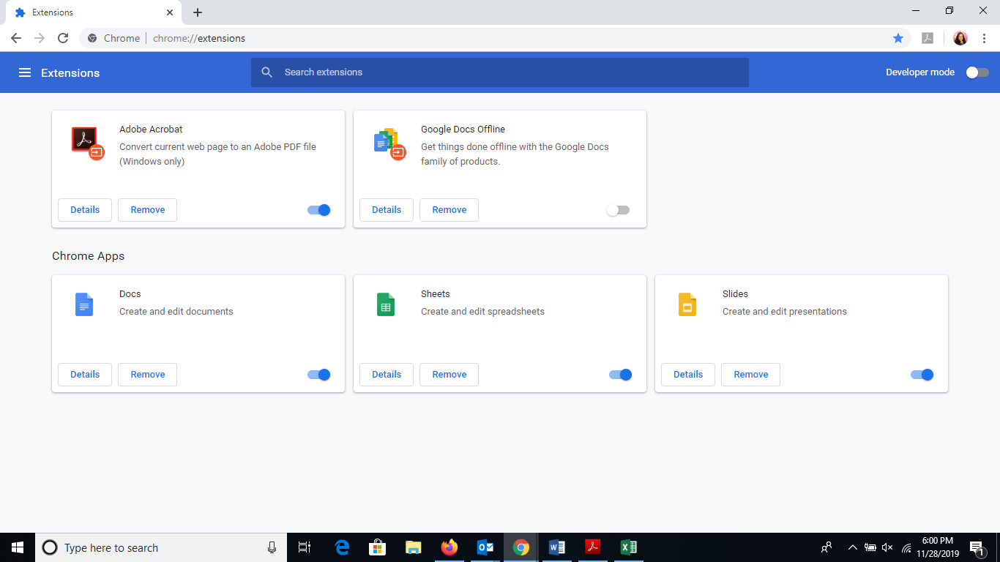 Extensions
Chrome
chrome://extensions
Extensions
Search extensions
Developer mode
Adobe Acrobat
Convert current web page to an Adobe PDF file
(Windows only)
Details
Remove
Google Docs Offline
Get things done offline with the Google Docs
family of products.
Details
Remove
Chrome Apps
Docs
Create and edit documents
Details
Remove
Sheets
Create and edit spreadsheets
Details
Remove
Slides
Create and edit presentations
Details
Remove
Type here to search
6:00 PM
11/28/2019
1